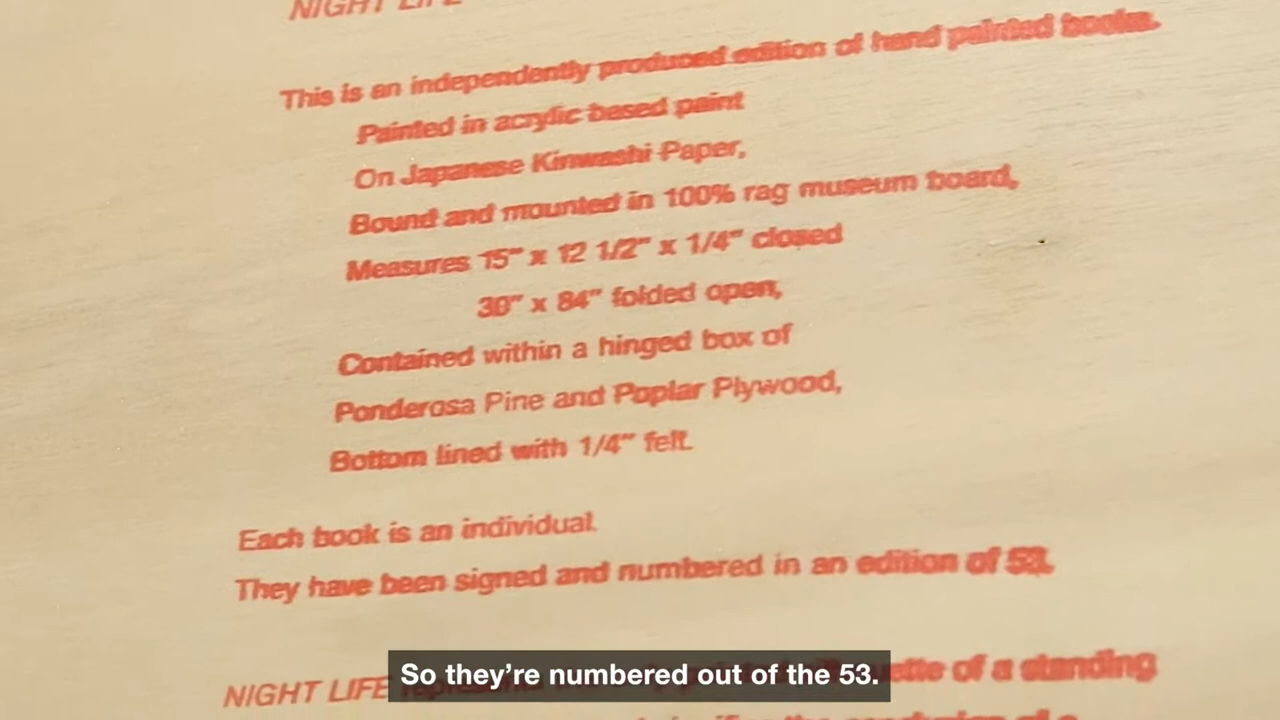 NIGHT LIFE
This is an independently produced edition of hand painted books.
Painted in acrylic based paint
On Japanese Kinwashi Paper,
Bound and mounted in 100% rag museum board,
Measures 15" x 12 1/2" x 1/4" closed
30" x 84" folded open,
Contained within a hinged box of
Ponderosa Pine and Poplar Plywood,
Bottom lined with 1/4" felt.
Each book is an individual.
They have been signed and numbered in an edition of 53.
NIGHT LIFE of a standing
So they're numbered out of the 53.